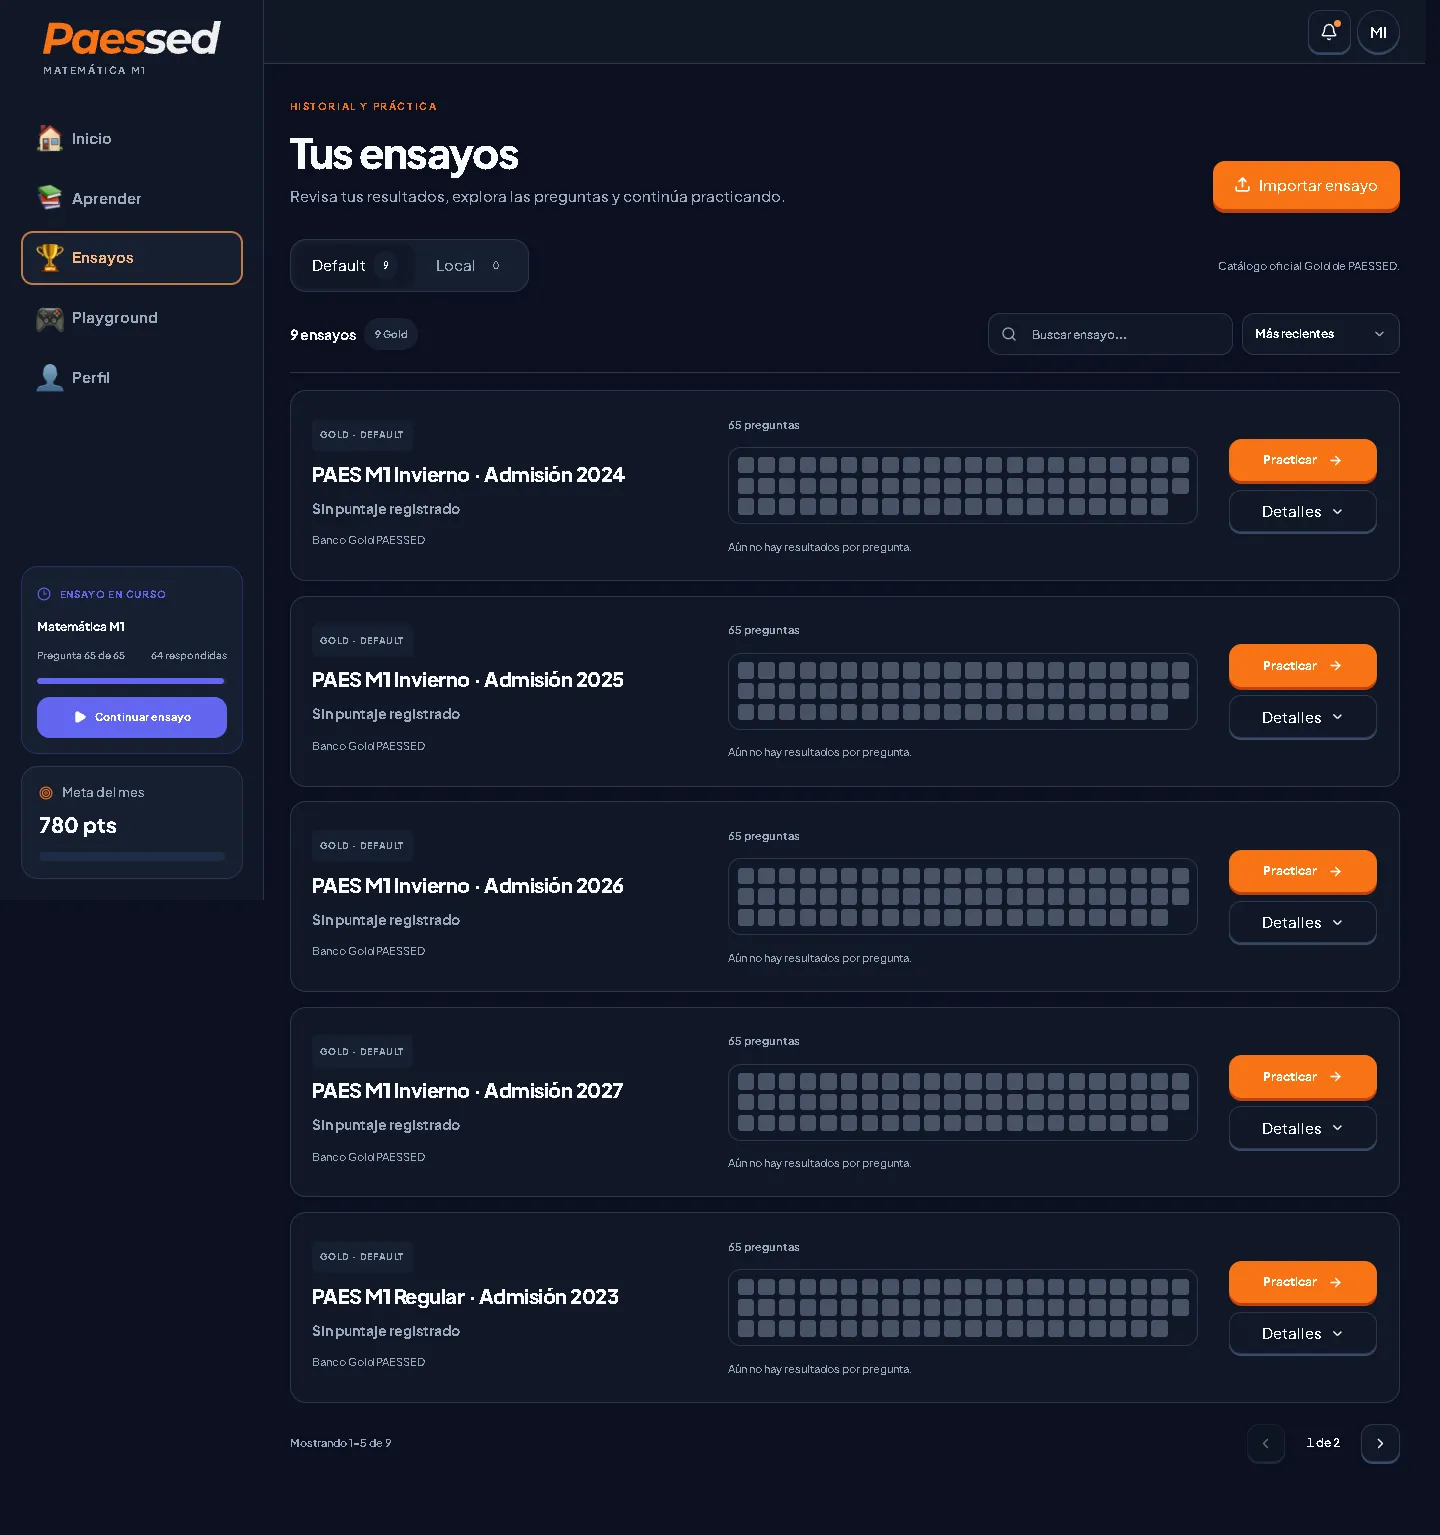 Paessed
MATEMÁTICA M1
Inicio
Aprender
Ensayos
Playground
Perfil
ENSAYO EN CURSO
Matemática M1
Pregunta 65 de 65
64 respondidas
Continuar ensayo
Meta del mes
780 pts
MI
HISTORIAL Y PRÁCTICA
Tus ensayos
Revisa tus resultados, explora las preguntas y continúa practicando.
Importar ensayo
Default 9
Local 0
Catálogo oficial Gold de PAESSED.
9 ensayos
9 Gold
Buscar ensayo...
Más recientes
GOLD · DEFAULT
PAES M1 Invierno · Admisión 2024
Sin puntaje registrado
Banco Gold PAESSED
65 preguntas
Aún no hay resultados por pregunta.
Practicar
Detalles
GOLD · DEFAULT
PAES M1 Invierno · Admisión 2025
Sin puntaje registrado
Banco Gold PAESSED
65 preguntas
Aún no hay resultados por pregunta.
Practicar
Detalles
GOLD · DEFAULT
PAES M1 Invierno · Admisión 2026
Sin puntaje registrado
Banco Gold PAESSED
65 preguntas
Aún no hay resultados por pregunta.
Practicar
Detalles
GOLD · DEFAULT
PAES M1 Invierno · Admisión 2027
Sin puntaje registrado
Banco Gold PAESSED
65 preguntas
Aún no hay resultados por pregunta.
Practicar
Detalles
GOLD · DEFAULT
PAES M1 Regular · Admisión 2023
Sin puntaje registrado
Banco Gold PAESSED
65 preguntas
Aún no hay resultados por pregunta.
Practicar
Detalles
Mostrando 1–5 de 9
1 de 2